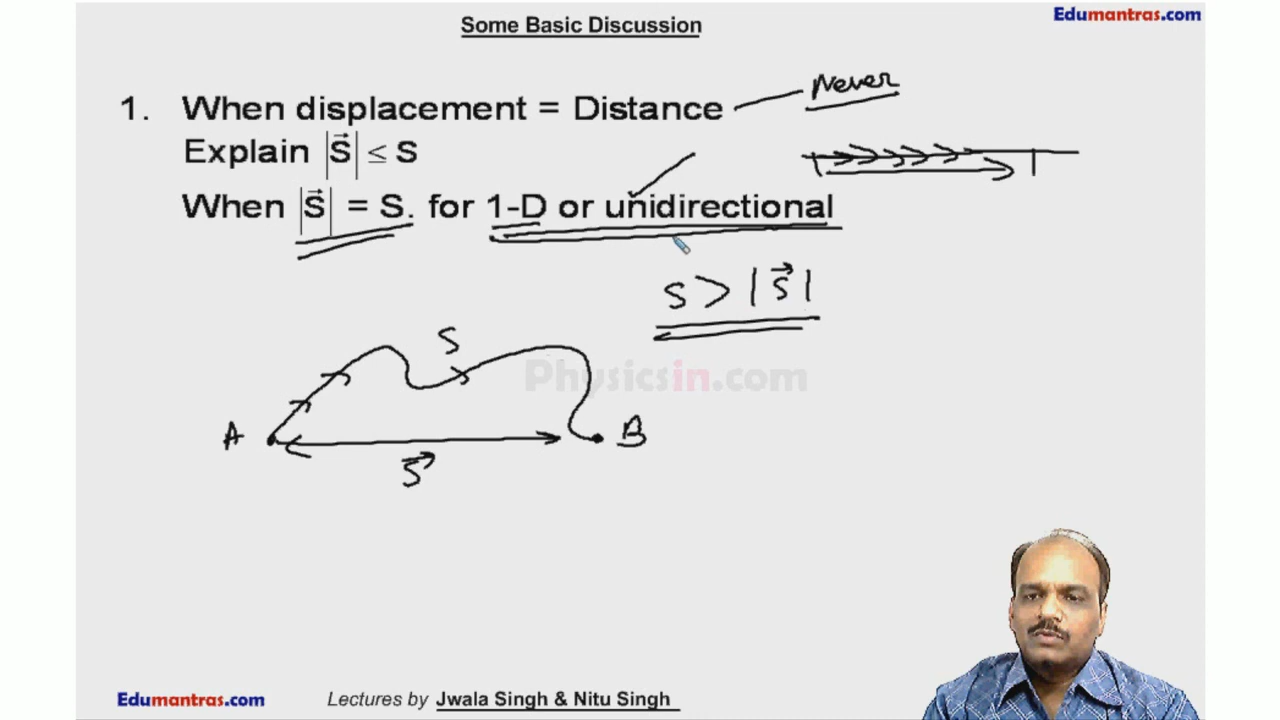 Some Basic Discussion
Edumantras.com
1. When displacement = Distance
Never
Explain |S⃗| ≤ S
When |S⃗| = S. for 1-D or unidirectional
S > |S⃗|
S
Physicsin.com
A
B
S⃗
Edumantras.com
Lectures by Jwala Singh & Nitu Singh